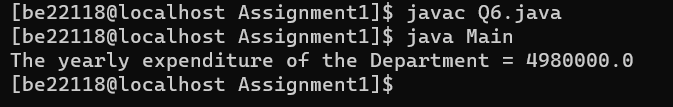 [be22118@localhost Assignment1]$ javac Q6.java
[be22118@localhost Assignment1]$ java Main
The yearly expenditure of the Department = 4980000.0
[be22118@localhost Assignment1]$